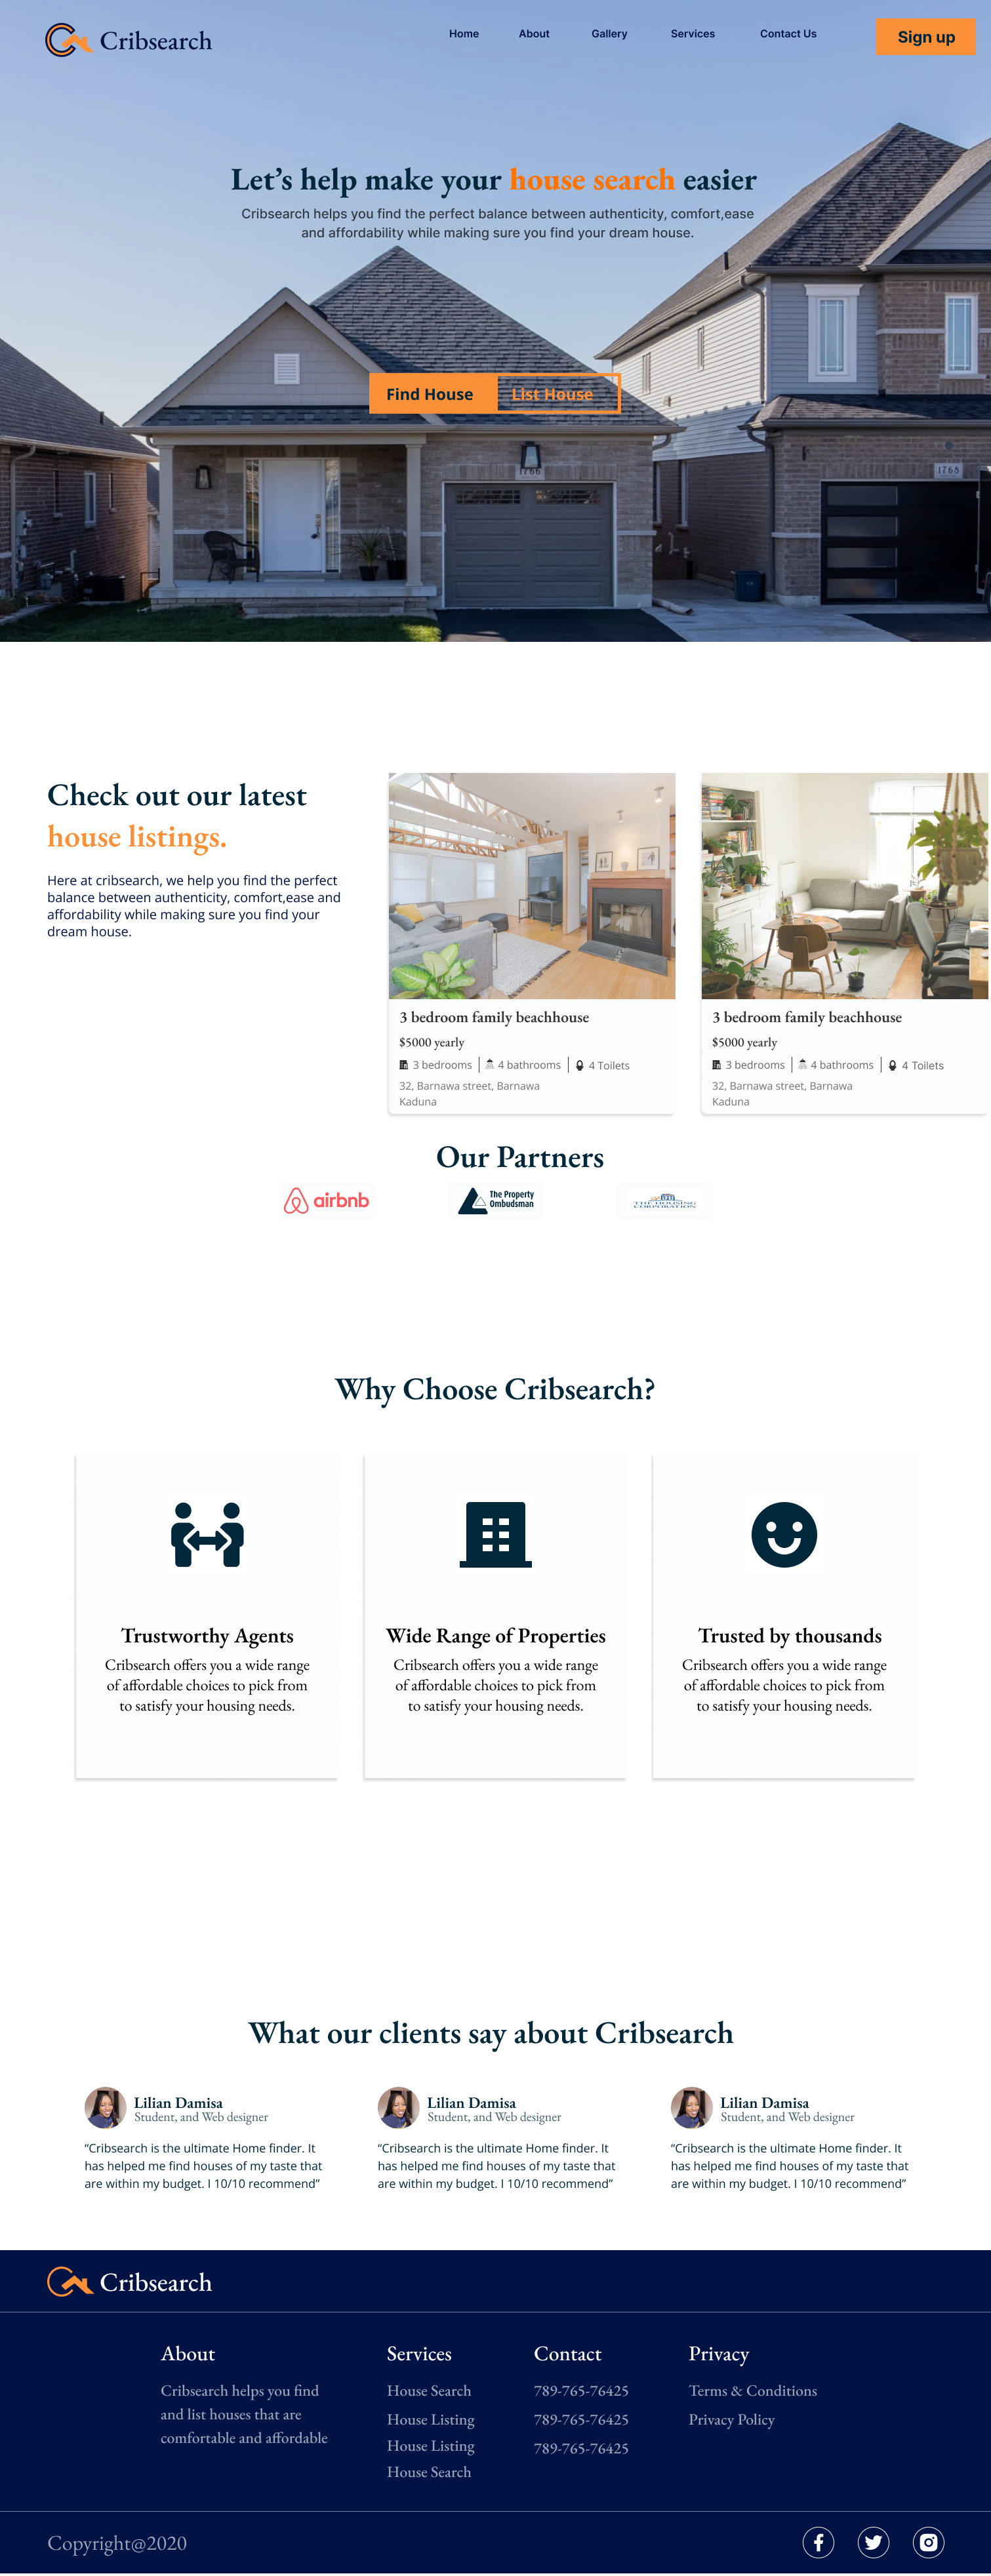 Cribsearch
Home About Gallery Services Contact Us
Sign up
Let’s help make your house search easier
Cribsearch helps you find the perfect balance between authenticity, comfort,ease
and affordability while making sure you find your dream house.
Find House
List House
1766
1768
Check out our latest
house listings.
Here at cribsearch, we help you find the perfect
balance between authenticity, comfort,ease and
affordability while making sure you find your
dream house.
3 bedroom family beachhouse
$5000 yearly
3 bedrooms 4 bathrooms 4 Toilets
32, Barnawa street, Barnawa
Kaduna
3 bedroom family beachhouse
$5000 yearly
3 bedrooms 4 bathrooms 4 Toilets
32, Barnawa street, Barnawa
Kaduna
Our Partners
airbnb
The Property
Ombudsman
THE HOUSING
CORPORATION
Why Choose Cribsearch?
Trustworthy Agents
Cribsearch offers you a wide range
of affordable choices to pick from
to satisfy your housing needs.
Wide Range of Properties
Cribsearch offers you a wide range
of affordable choices to pick from
to satisfy your housing needs.
Trusted by thousands
Cribsearch offers you a wide range
of affordable choices to pick from
to satisfy your housing needs.
What our clients say about Cribsearch
Lilian Damisa
Student, and Web designer
“Cribsearch is the ultimate Home finder. It
has helped me find houses of my taste that
are within my budget. I 10/10 recommend”
Lilian Damisa
Student, and Web designer
“Cribsearch is the ultimate Home finder. It
has helped me find houses of my taste that
are within my budget. I 10/10 recommend”
Lilian Damisa
Student, and Web designer
“Cribsearch is the ultimate Home finder. It
has helped me find houses of my taste that
are within my budget. I 10/10 recommend”
Cribsearch
About
Cribsearch helps you find
and list houses that are
comfortable and affordable
Services
House Search
House Listing
House Listing
House Search
Contact
789-765-76425
789-765-76425
789-765-76425
Privacy
Terms & Conditions
Privacy Policy
Copyright@2020